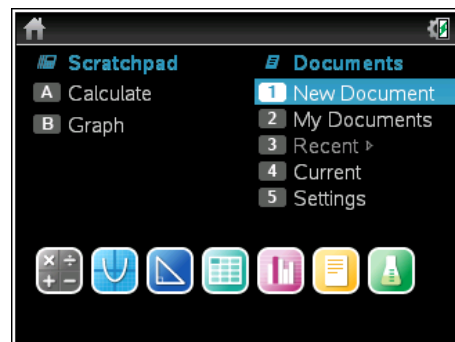 Scratchpad
A Calculate
B Graph
Documents
1 New Document
2 My Documents
3 Recent ▹
4 Current
5 Settings